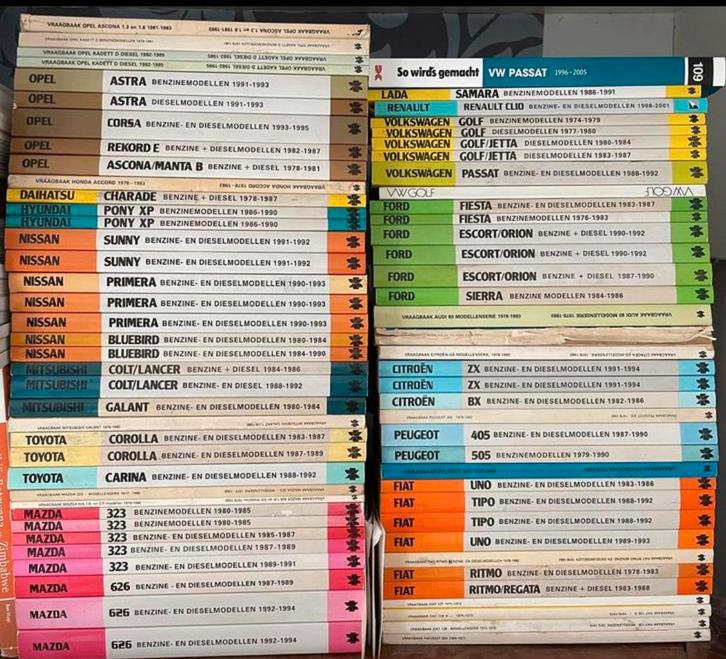 VRAAGBAAK OPEL ASCONA 1.3 en 1.6 1981-1983
VRAAGBAAK OPEL KADETT D DIESEL 1982-1985
VRAAGBAAK OPEL KADETT D DIESEL 1982-1985
OPEL ASTRA BENZINEMODELLEN 1991-1993
OPEL ASTRA DIESELMODELLEN 1991-1993
OPEL CORSA BENZINE- EN DIESELMODELLEN 1993-1995
OPEL REKORD E BENZINE + DIESEL 1982-1987
OPEL ASCONA/MANTA B BENZINE + DIESEL 1978-1981
VRAAGBAAK HONDA ACCORD 1976-1983
DAIHATSU CHARADE BENZINE + DIESEL 1978-1987
HYUNDAI PONY XP BENZINEMODELLEN 1986-1990
HYUNDAI PONY XP BENZINEMODELLEN 1986-1990
NISSAN SUNNY BENZINE- EN DIESELMODELLEN 1991-1992
NISSAN SUNNY BENZINE- EN DIESELMODELLEN 1991-1992
NISSAN PRIMERA BENZINE- EN DIESELMODELLEN 1990-1993
NISSAN PRIMERA BENZINE- EN DIESELMODELLEN 1990-1993
NISSAN PRIMERA BENZINE- EN DIESELMODELLEN 1990-1993
NISSAN BLUEBIRD BENZINE- EN DIESELMODELLEN 1980-1984
NISSAN BLUEBIRD BENZINE- EN DIESELMODELLEN 1984-1990
MITSUBISHI COLT/LANCER BENZINE + DIESEL 1984-1986
MITSUBISHI COLT/LANCER BENZINE- EN DIESELMODELLEN 1988-1992
MITSUBISHI GALANT BENZINE- EN DIESELMODELLEN 1980-1984
TOYOTA COROLLA BENZINE- EN DIESELMODELLEN 1983-1987
TOYOTA COROLLA BENZINE- EN DIESELMODELLEN 1987-1989
TOYOTA CARINA BENZINE- EN DIESELMODELLEN 1988-1992
MAZDA 323 BENZINEMODELLEN 1980-1985
MAZDA 323 BENZINEMODELLEN 1980-1985
MAZDA 323 BENZINE- EN DIESELMODELLEN 1985-1987
MAZDA 323 BENZINE- EN DIESELMODELLEN 1987-1989
MAZDA 323 BENZINE- EN DIESELMODELLEN 1989-1991
MAZDA 626 BENZINE- EN DIESELMODELLEN 1987-1989
MAZDA 626 BENZINE- EN DIESELMODELLEN 1992-1994
MAZDA 626 BENZINE- EN DIESELMODELLEN 1992-1994
So wird's gemacht VW PASSAT 1996-2005 109
LADA SAMARA BENZINEMODELLEN 1986-1991
RENAULT RENAULT CLIO BENZINE- EN DIESELMODELLEN 1998-2001
VOLKSWAGEN GOLF BENZINEMODELLEN 1974-1979
VOLKSWAGEN GOLF DIESELMODELLEN 1977-1980
VOLKSWAGEN GOLF/JETTA DIESELMODELLEN 1980-1984
VOLKSWAGEN GOLF/JETTA DIESELMODELLEN 1983-1987
VOLKSWAGEN PASSAT BENZINE- EN DIESELMODELLEN 1988-1992
VW GOLF VW GOLF
FORD FIESTA BENZINE- EN DIESELMODELLEN 1983-1987
FORD FIESTA BENZINEMODELLEN 1976-1983
FORD ESCORT/ORION BENZINE + DIESEL 1990-1992
FORD ESCORT/ORION BENZINE + DIESEL 1990-1992
FORD ESCORT/ORION BENZINE + DIESEL 1987-1990
FORD SIERRA BENZINE MODELLEN 1984-1986
VRAAGBAAK AUDI 80 MODELLENSERIE 1978-1983
CITROËN ZX BENZINE- EN DIESELMODELLEN 1991-1994
CITROËN ZX BENZINE- EN DIESELMODELLEN 1991-1994
CITROËN BX BENZINE- EN DIESELMODELLEN 1982-1986
PEUGEOT 405 BENZINE- EN DIESELMODELLEN 1987-1990
PEUGEOT 505 BENZINEMODELLEN 1979-1990
FIAT UNO BENZINE- EN DIESELMODELLEN 1983-1986
FIAT TIPO BENZINE- EN DIESELMODELLEN 1988-1992
FIAT TIPO BENZINE- EN DIESELMODELLEN 1988-1992
FIAT UNO BENZINE- EN DIESELMODELLEN 1989-1993
FIAT RITMO BENZINE- EN DIESELMODELLEN 1978-1983
FIAT RITMO/REGATA BENZINE + DIESEL 1983-1988
Zimbabwe